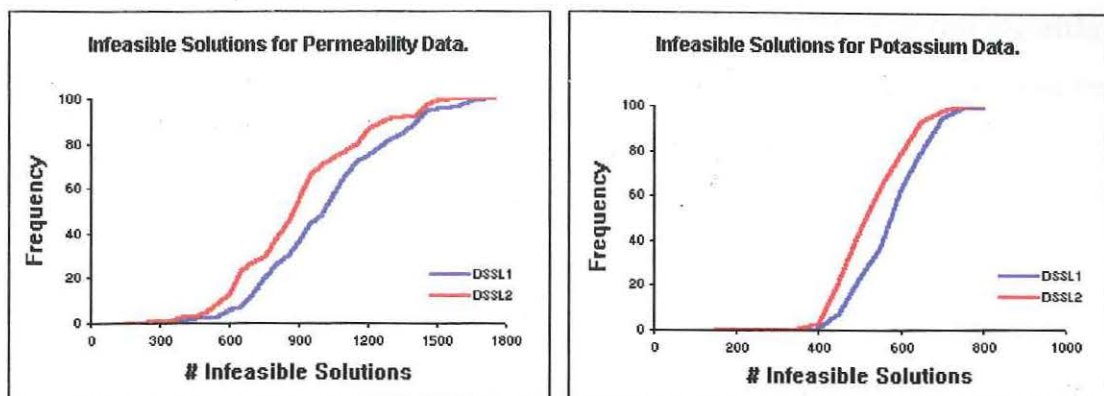 Infeasible Solutions for Permeability Data.
100
80
60
40
20
0
Frequency
DSSL1
DSSL2
0 300 600 900 1200 1500 1800
# Infeasible Solutions
Infeasible Solutions for Potassium Data.
100
80
60
40
20
0
Frequency
DSSL1
DSSL2
0 200 400 600 800 1000
# Infeasible Solutions